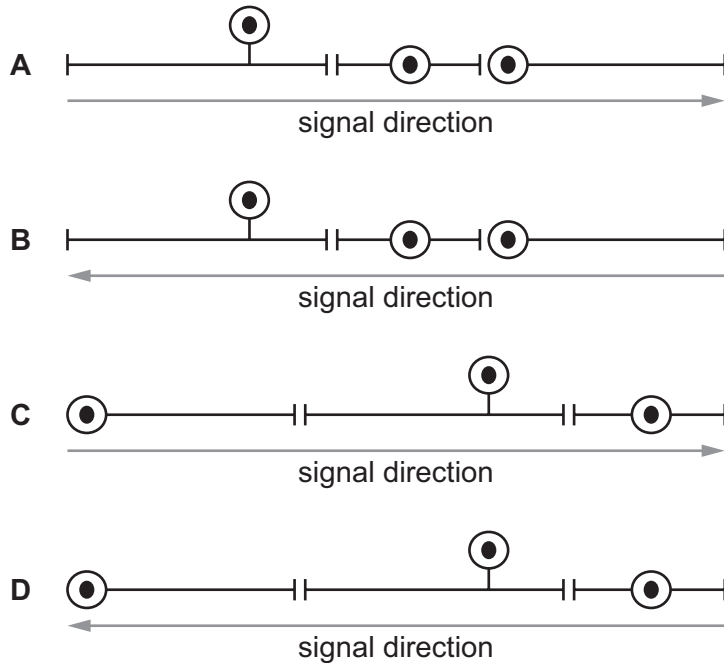 A
signal direction
B
signal direction
C
signal direction
D
signal direction